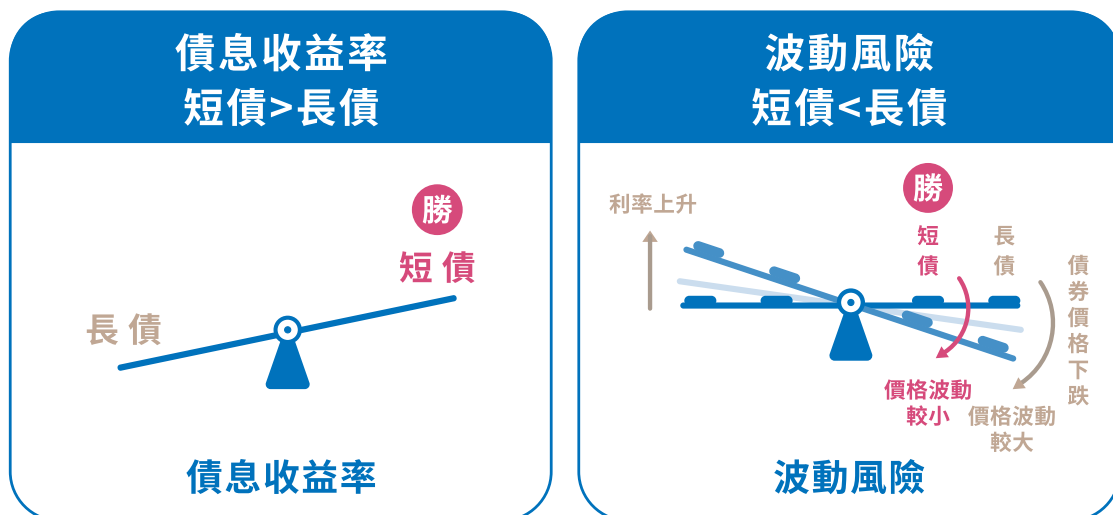 債息收益率
短債>長債
勝
短債
長債
債息收益率
波動風險
短債<長債
利率上升
勝
短債
長債
債券價格下跌
價格波動
較小
價格波動
較大
波動風險